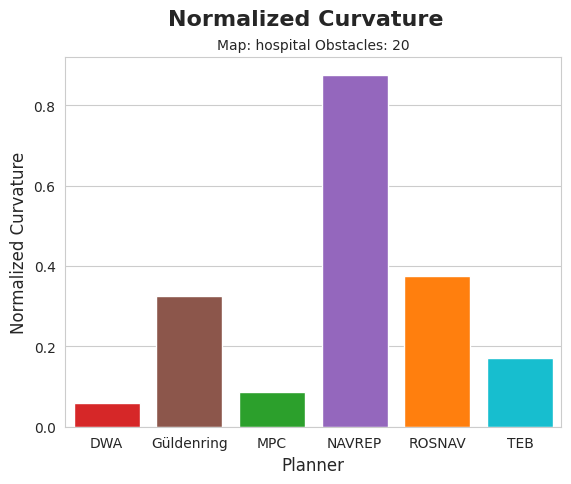 Normalized Curvature
Map: hospital Obstacles: 20
Normalized Curvature
0.8
0.6
0.4
0.2
0.0
DWA Güldenring MPC NAVREP ROSNAV TEB
Planner